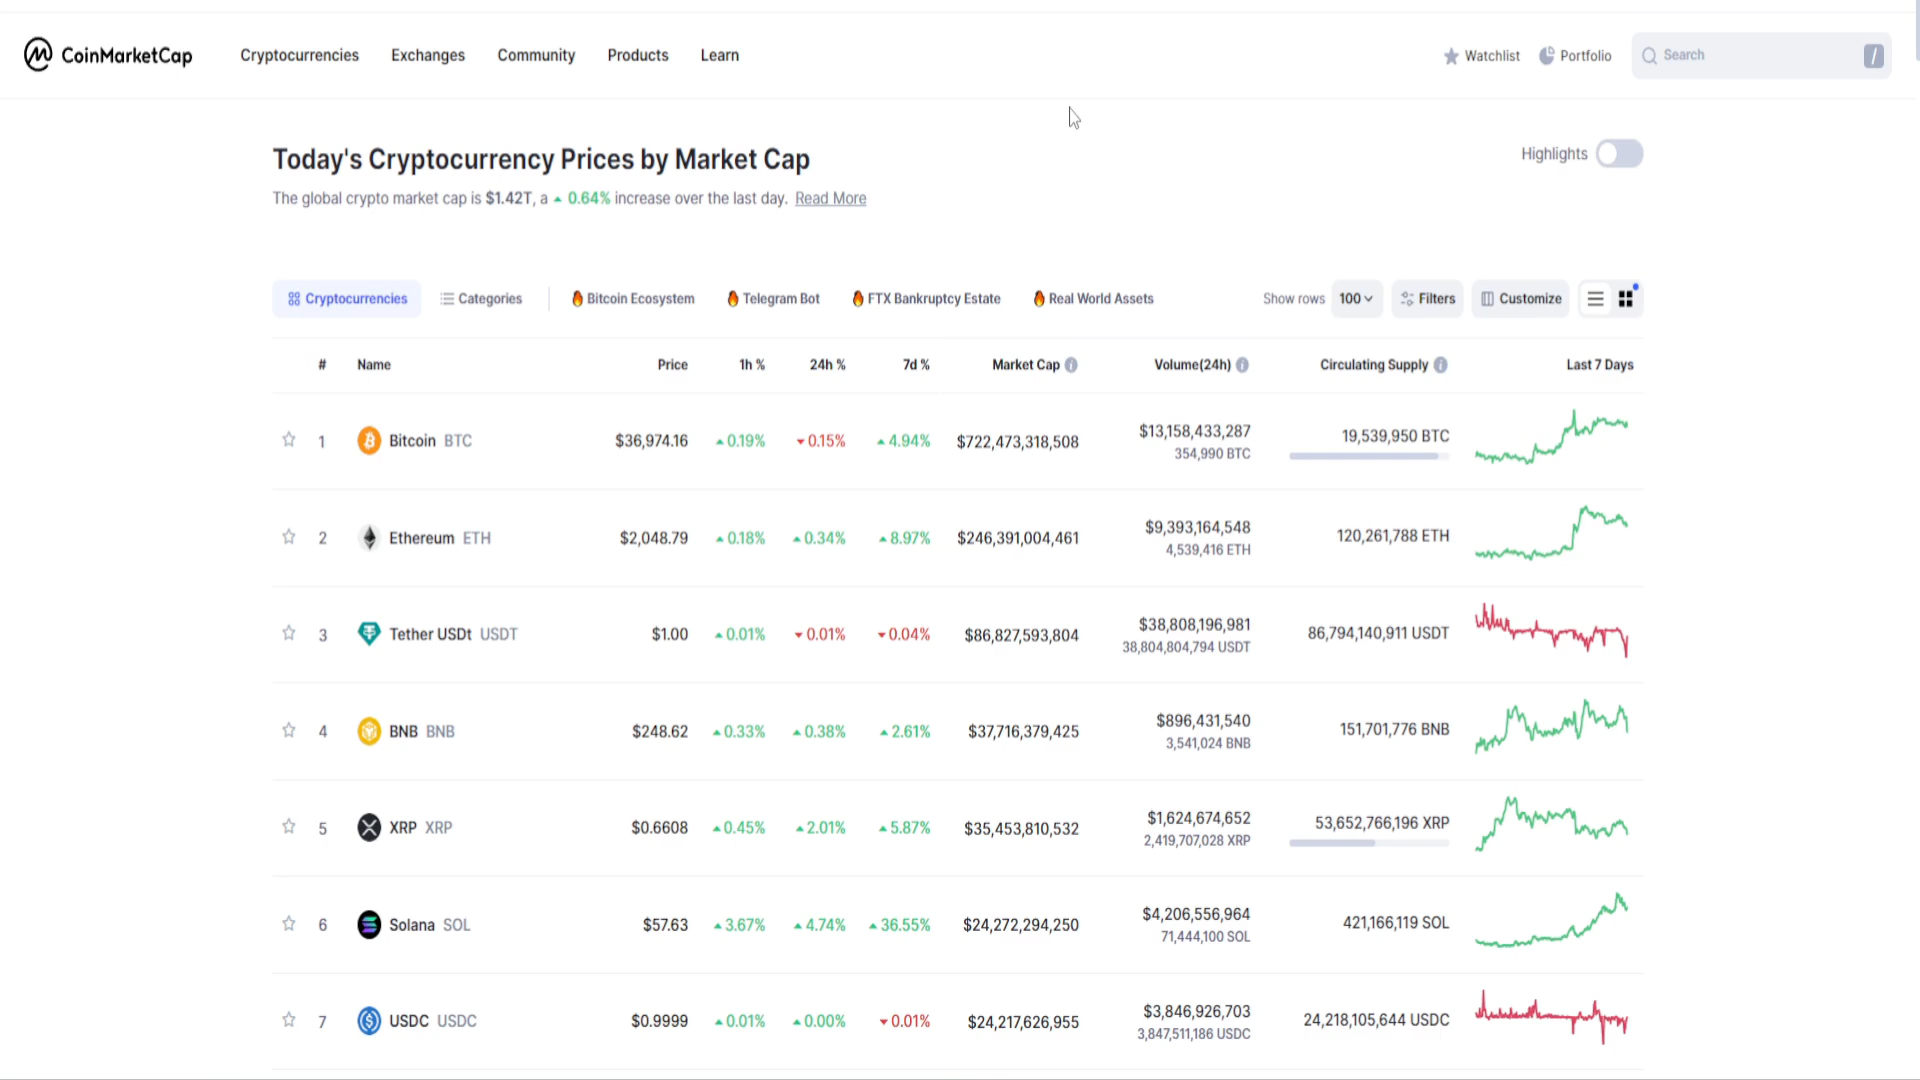 CoinMarketCap Cryptocurrencies Exchanges Community Products Learn Watchlist Portfolio Search /
Today's Cryptocurrency Prices by Market Cap Highlights
The global crypto market cap is $1.42T, a 0.64% increase over the last day. Read More
Cryptocurrencies Categories Bitcoin Ecosystem Telegram Bot FTX Bankruptcy Estate Real World Assets Show rows 100 Filters Customize
# Name Price 1h % 24h % 7d % Market Cap Volume(24h) Circulating Supply Last 7 Days
1 Bitcoin BTC $36,974.16 0.19% 0.15% 4.94% $722,473,318,508 $13,158,433,287 19,539,950 BTC
354,990 BTC
2 Ethereum ETH $2,048.79 0.18% 0.34% 8.97% $246,391,004,461 $9,393,164,548 120,261,788 ETH
4,539,416 ETH
3 Tether USDt USDT $1.00 0.01% 0.01% 0.04% $86,827,593,804 $38,808,196,981 86,794,140,911 USDT
38,804,804,794 USDT
4 BNB BNB $248.62 0.33% 0.38% 2.61% $37,716,379,425 $896,431,540 151,701,776 BNB
3,541,024 BNB
5 XRP XRP $0.6608 0.45% 2.01% 5.87% $35,453,810,532 $1,624,674,652 53,652,766,196 XRP
2,419,707,028 XRP
6 Solana SOL $57.63 3.67% 4.74% 36.55% $24,272,294,250 $4,206,556,964 421,166,119 SOL
71,444,100 SOL
7 USDC USDC $0.9999 0.01% 0.00% 0.01% $24,217,626,955 $3,846,926,703 24,218,105,644 USDC
3,847,511,186 USDC